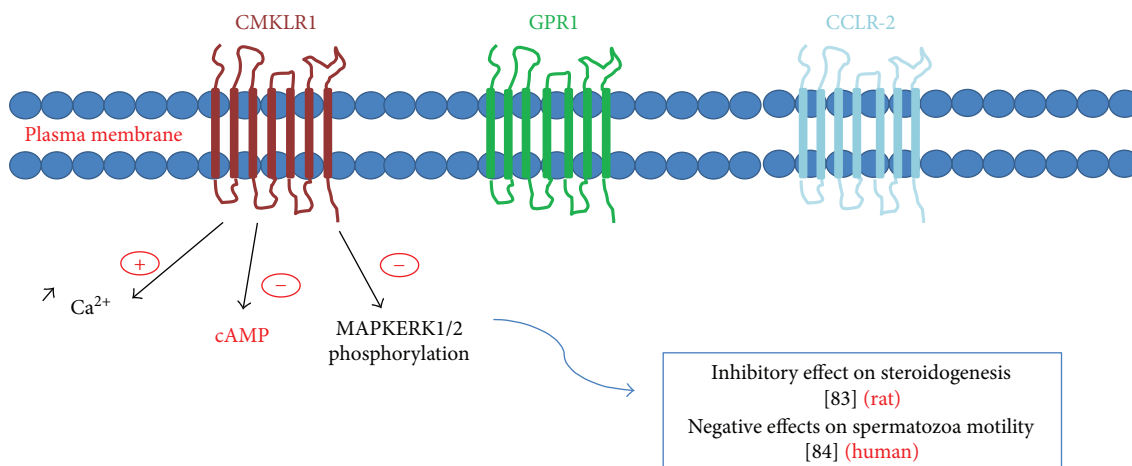 CMKLR1
GPR1
CCLR-2
Plasma membrane
+
−
−
↗ Ca²⁺
cAMP
MAPKERK1/2
phosphorylation
Inhibitory effect on steroidogenesis
[83] (rat)
Negative effects on spermatozoa motility
[84] (human)